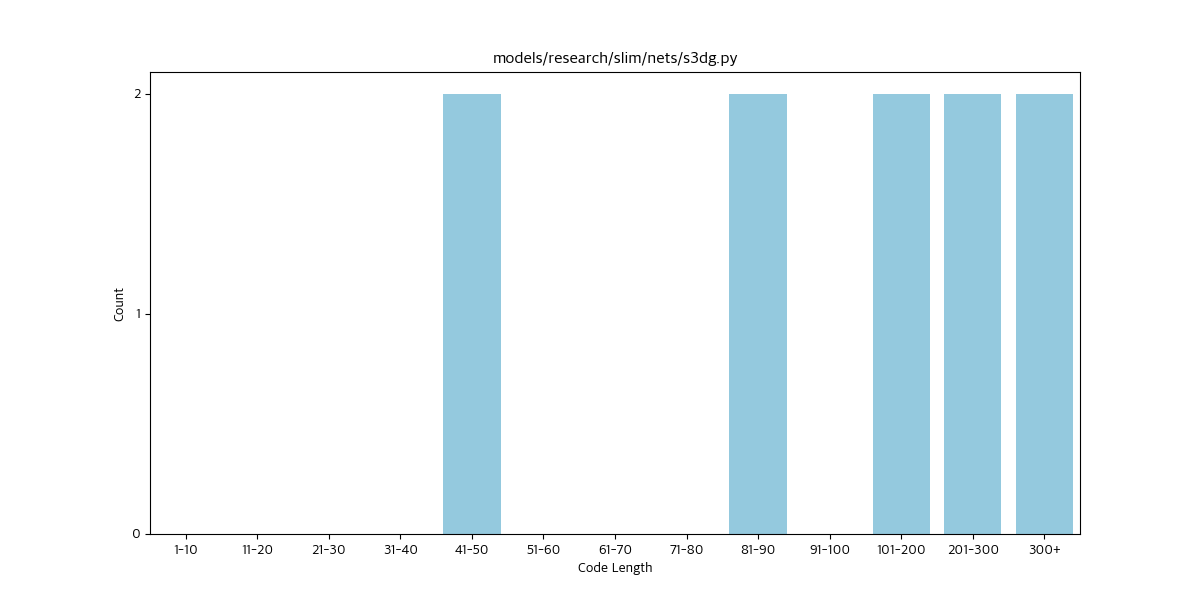 models/research/slim/nets/s3dg.py
2
1
0
Count
1-10 11-20 21-30 31-40 41-50 51-60 61-70 71-80 81-90 91-100 101-200 201-300 300+
Code Length